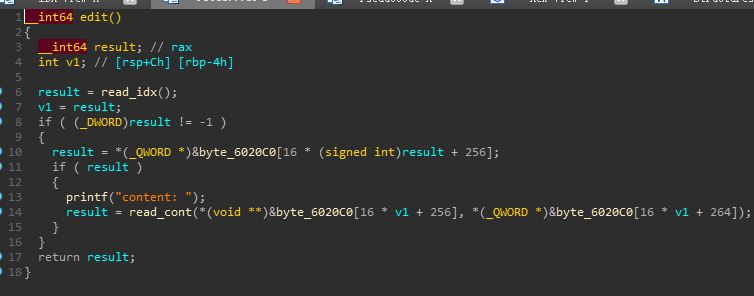 Structures
1 __int64 edit()
2 {
3 __int64 result; // rax
4 int v1; // [rsp+Ch] [rbp-4h]
5
6 result = read_idx();
7 v1 = result;
8 if ( (_DWORD)result != -1 )
9 {
10 result = *(_QWORD *)&byte_6020C0[16 * (signed int)result + 256];
11 if ( result )
12 {
13 printf("content: ");
14 result = read_cont(*(void **)&byte_6020C0[16 * v1 + 256], *(_QWORD *)&byte_6020C0[16 * v1 + 264]);
15 }
16 }
17 return result;
18 }